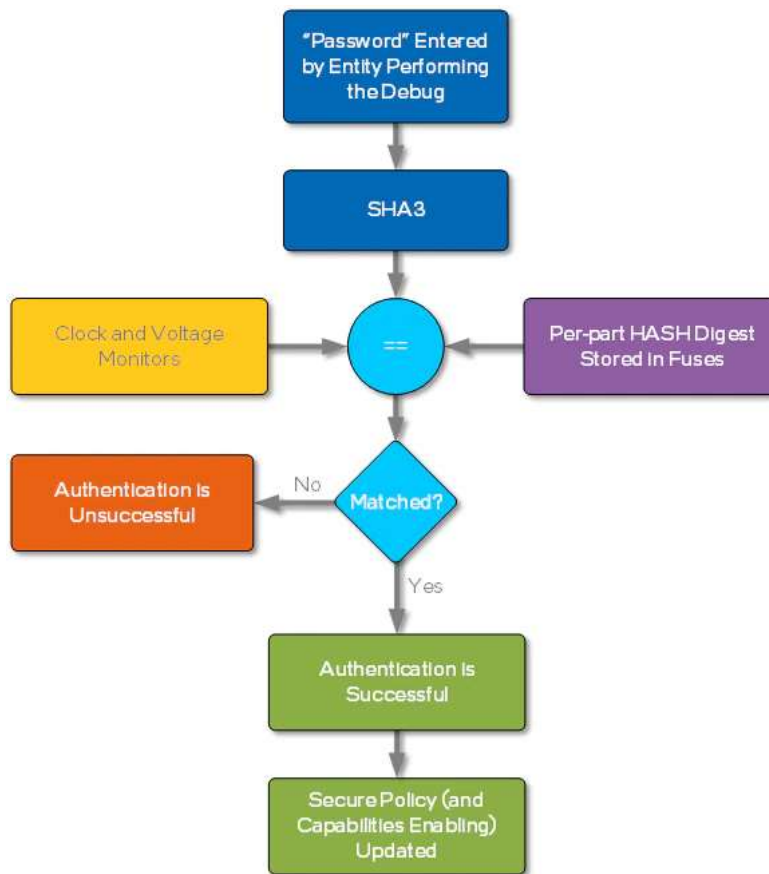 “Password” Entered
by Entity Performing
the Debug
SHA3
Clock and Voltage
Monitors
==
Per-part HASH Digest
Stored in Fuses
Authentication is
Unsuccessful
No
Matched?
Yes
Authentication is
Successful
Secure Policy (and
Capabilities Enabling)
Updated